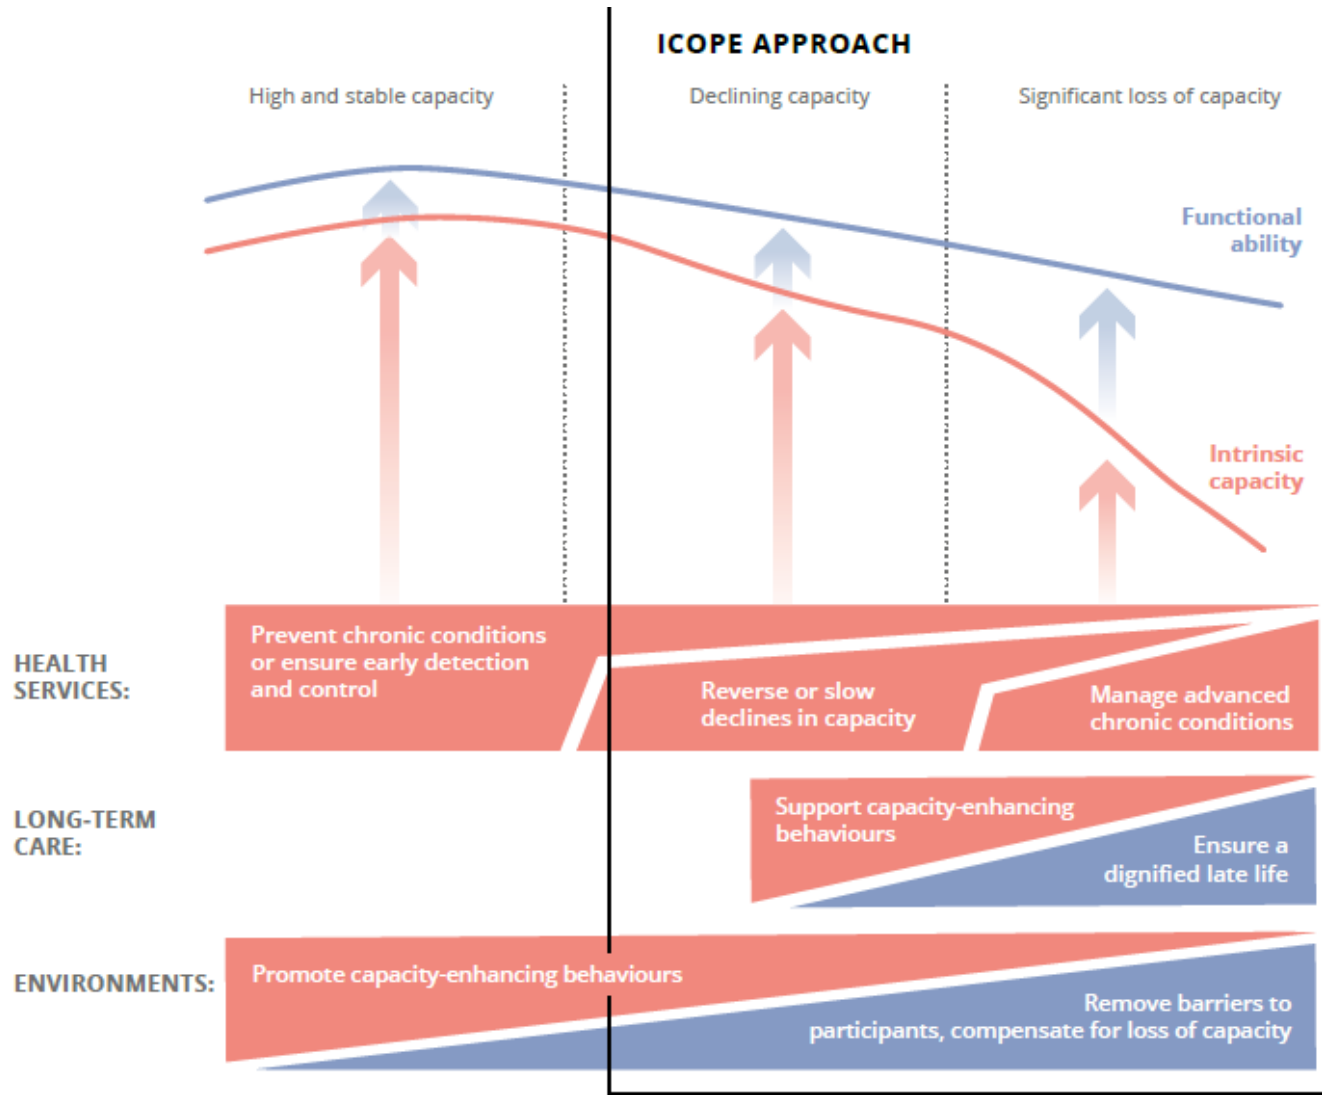 ICOPE APPROACH
High and stable capacity
Declining capacity
Significant loss of capacity
Functional
ability
Intrinsic
capacity
HEALTH
SERVICES:
Prevent chronic conditions
or ensure early detection
and control
Reverse or slow
declines in capacity
Manage advanced
chronic conditions
LONG-TERM
CARE:
Support capacity-enhancing
behaviours
Ensure a
dignified late life
ENVIRONMENTS:
Promote capacity-enhancing behaviours
Remove barriers to
participants, compensate for loss of capacity